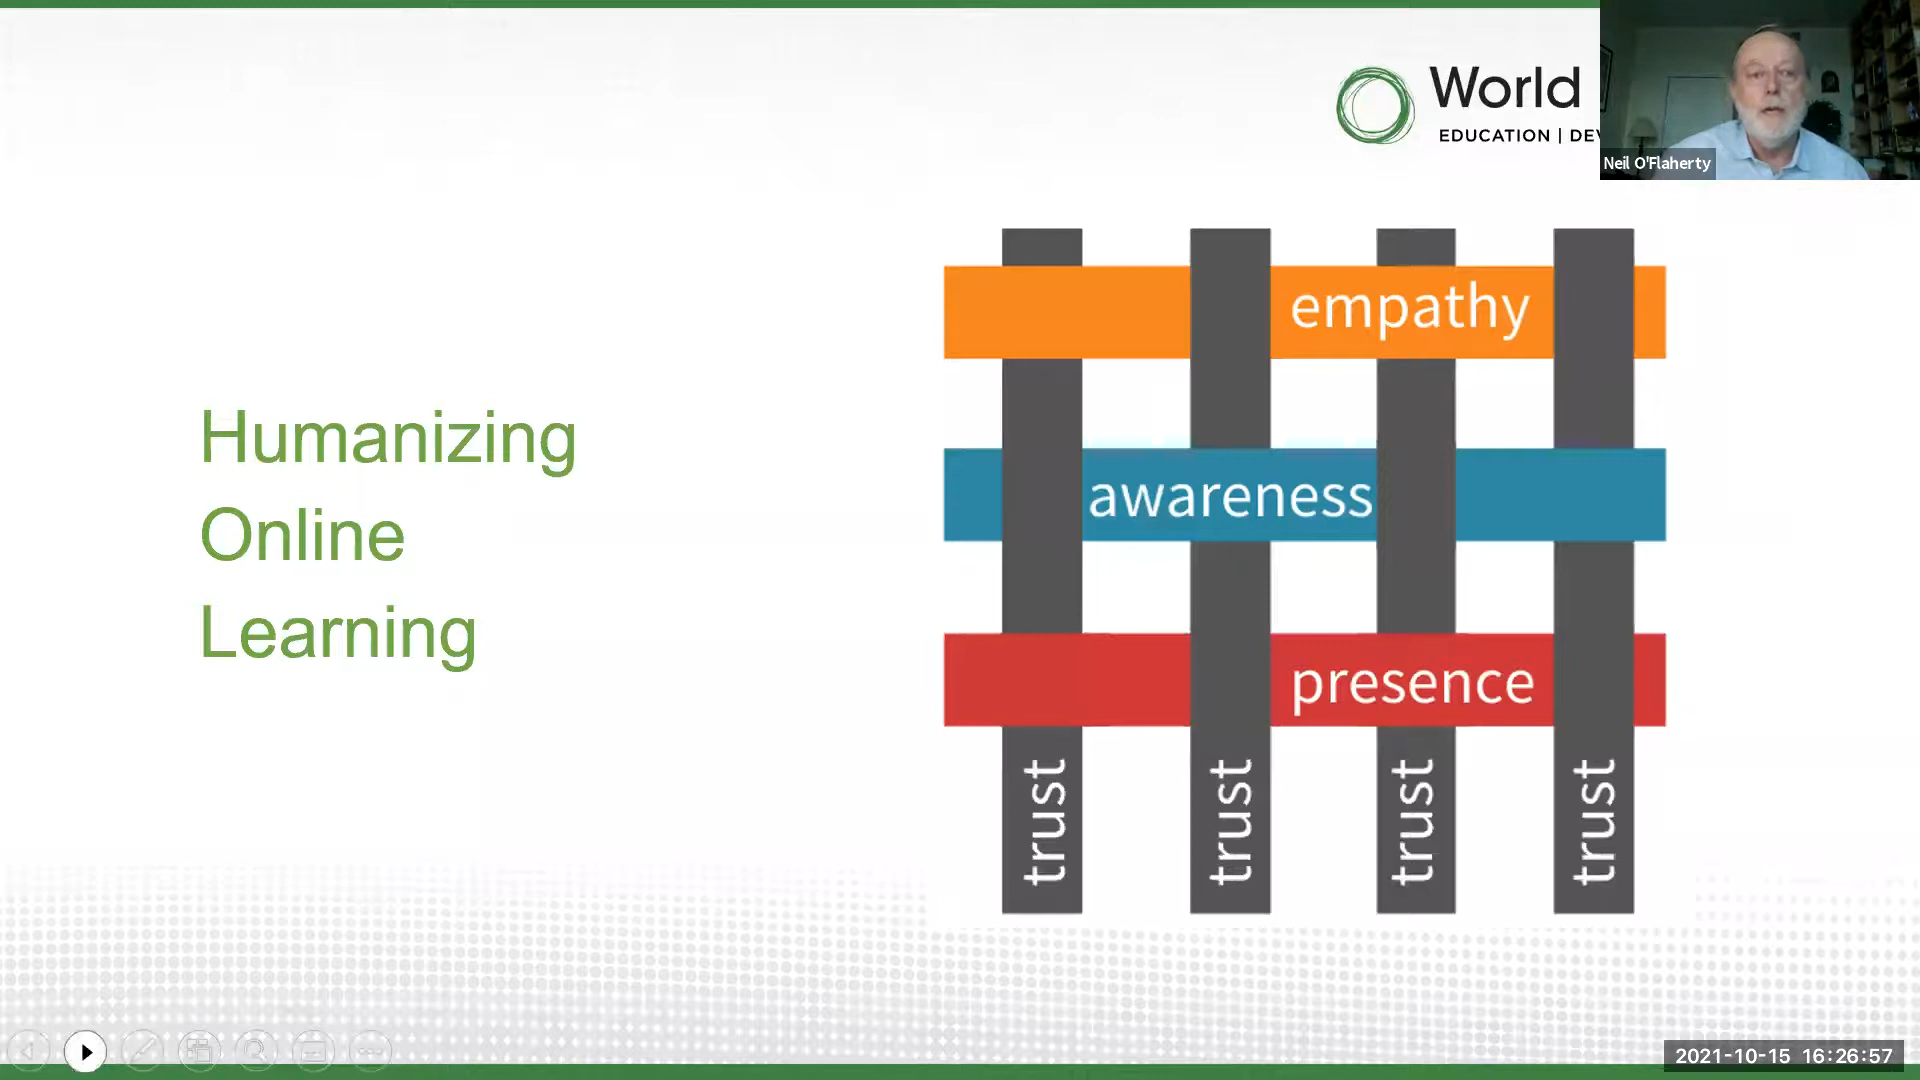 World
EDUCATION | DEV
Neil O'Flaherty
empathy
Humanizing
Online
Learning
awareness
presence
trust
trust
trust
trust
2021-10-15 16:26:57